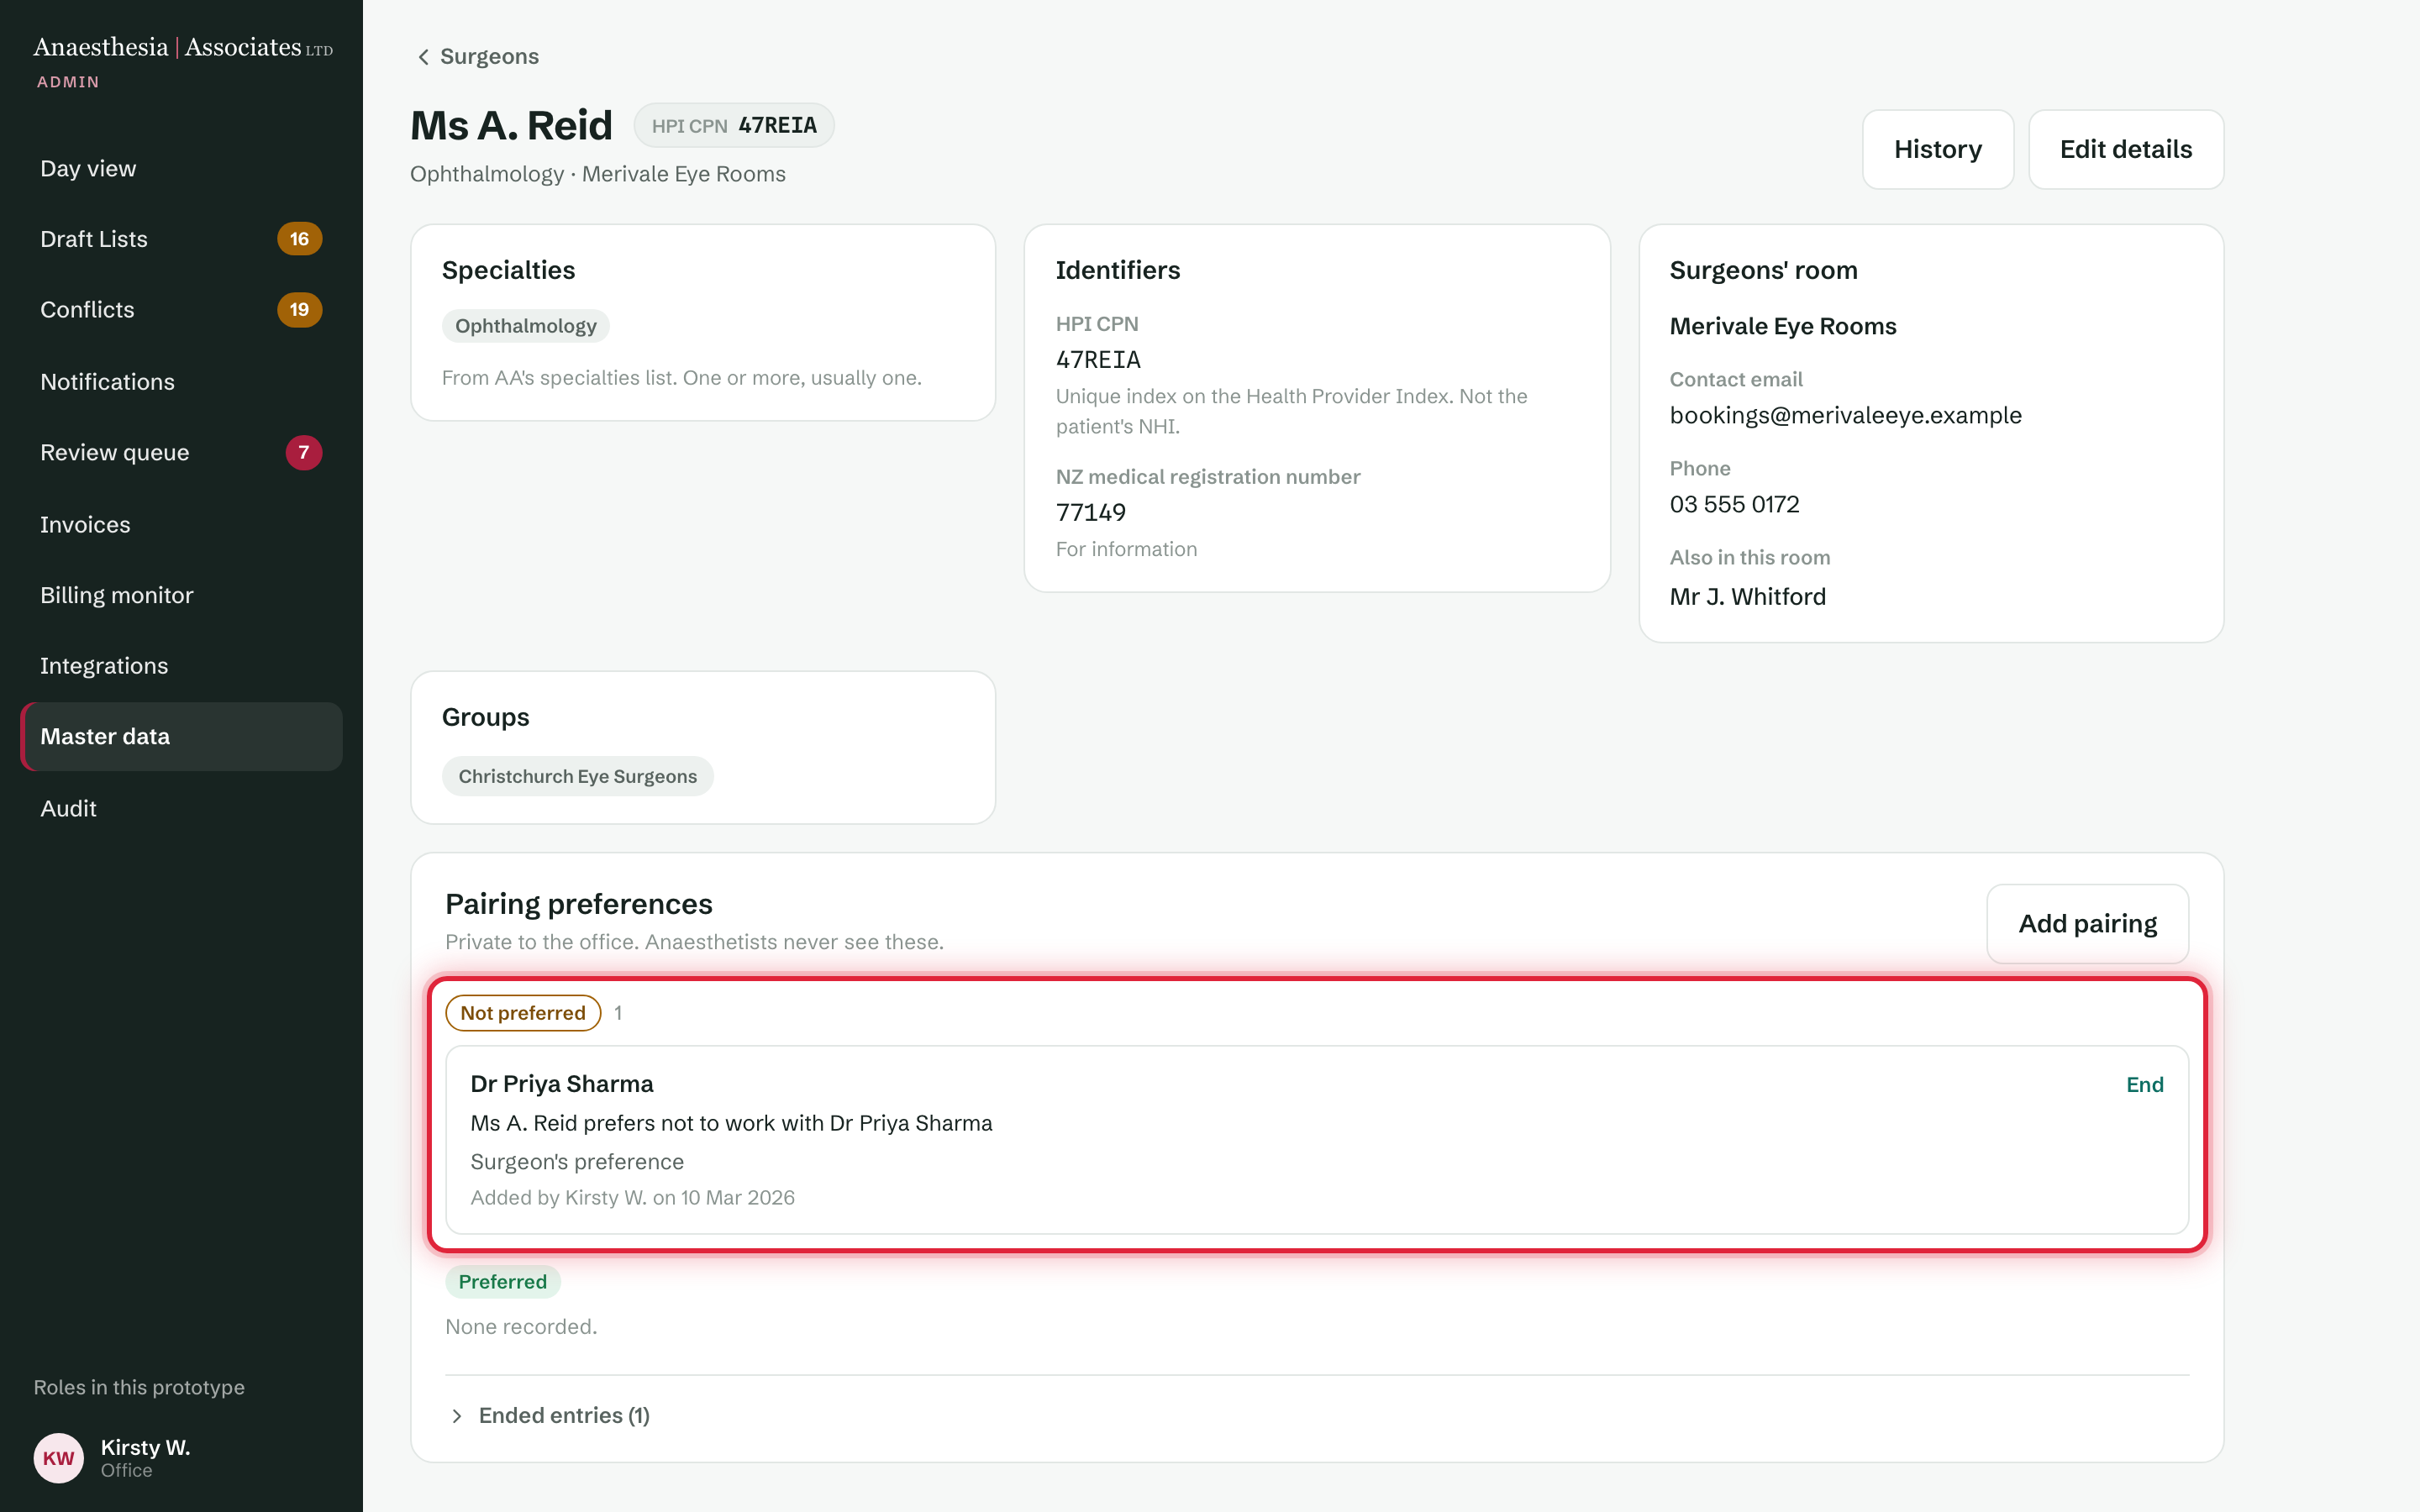 Anaesthesia | Associates LTD
ADMIN
Day view
Draft Lists 16
Conflicts 19
Notifications
Review queue 7
Invoices
Billing monitor
Integrations
Master data
Audit
Roles in this prototype
KW
Kirsty W.
Office
Surgeons
Ms A. Reid HPI CPN 47REIA
Ophthalmology · Merivale Eye Rooms
History
Edit details
Specialties
Ophthalmology
From AA's specialties list. One or more, usually one.
Identifiers
HPI CPN
47REIA
Unique index on the Health Provider Index. Not the
patient's NHI.
NZ medical registration number
77149
For information
Surgeons' room
Merivale Eye Rooms
Contact email
bookings@merivaleeye.example
Phone
03 555 0172
Also in this room
Mr J. Whitford
Groups
Christchurch Eye Surgeons
Pairing preferences
Private to the office. Anaesthetists never see these.
Add pairing
Not preferred 1
Dr Priya Sharma
End
Ms A. Reid prefers not to work with Dr Priya Sharma
Surgeon's preference
Added by Kirsty W. on 10 Mar 2026
Preferred
None recorded.
Ended entries (1)